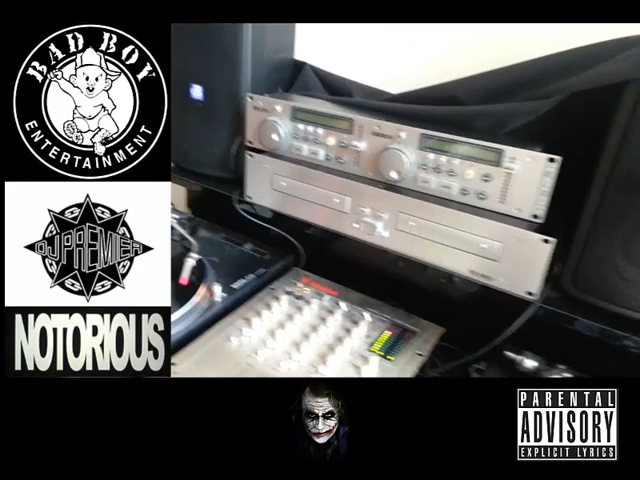 BAD BOY
ENTERTAINMENT
DJ PREMIER
NOTORIOUS
PARENTAL
ADVISORY
EXPLICIT LYRICS